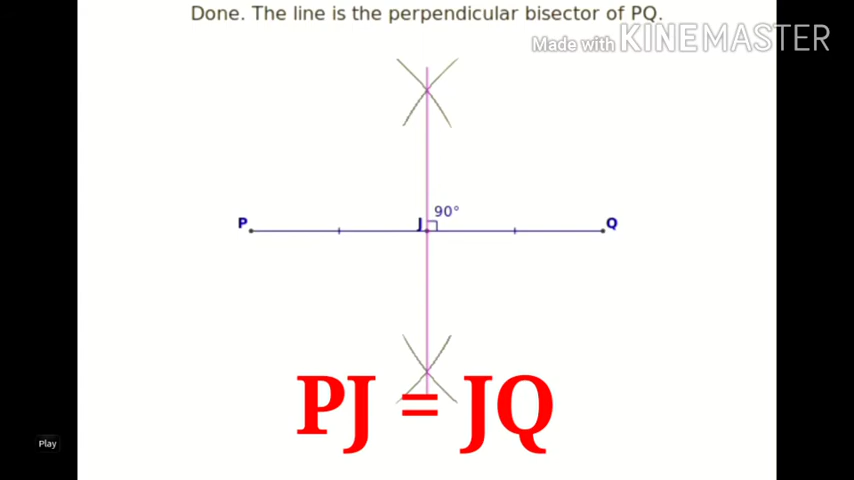 Done. The line is the perpendicular bisector of PQ.
Made with KINEMASTER
90°
P
J
Q
PJ = JQ
Play